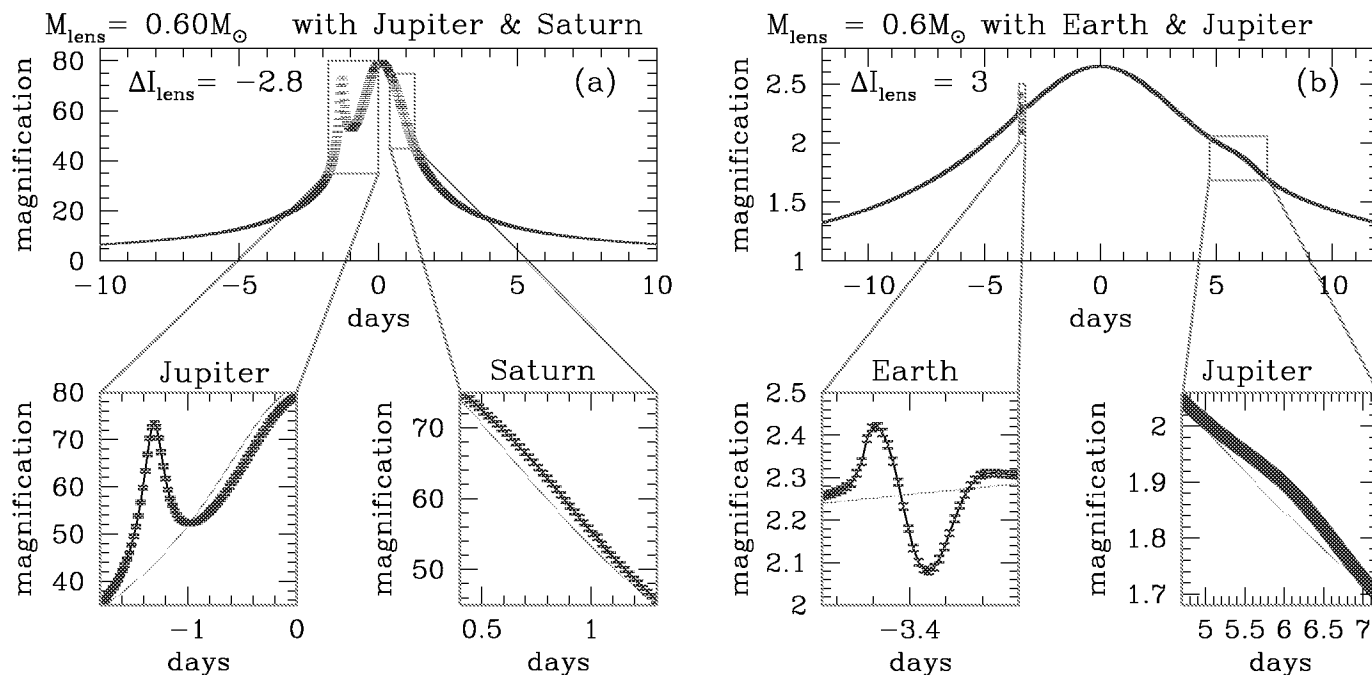 M_lens = 0.60M_⊙ with Jupiter & Saturn
ΔI_lens = −2.8
(a)
magnification
80
60
40
20
0
−10 −5 0 5 10
days
M_lens = 0.6M_⊙ with Earth & Jupiter
ΔI_lens = 3
(b)
magnification
2.5
2
1.5
1
−10 −5 0 5 10
days
Jupiter
magnification
80
70
60
50
40
−1 0
days
Saturn
magnification
70
60
50
0.5 1
days
Earth
magnification
2.5
2.4
2.3
2.2
2.1
2
−3.4
days
Jupiter
magnification
2
1.9
1.8
1.7
5 5.5 6 6.5 7
days